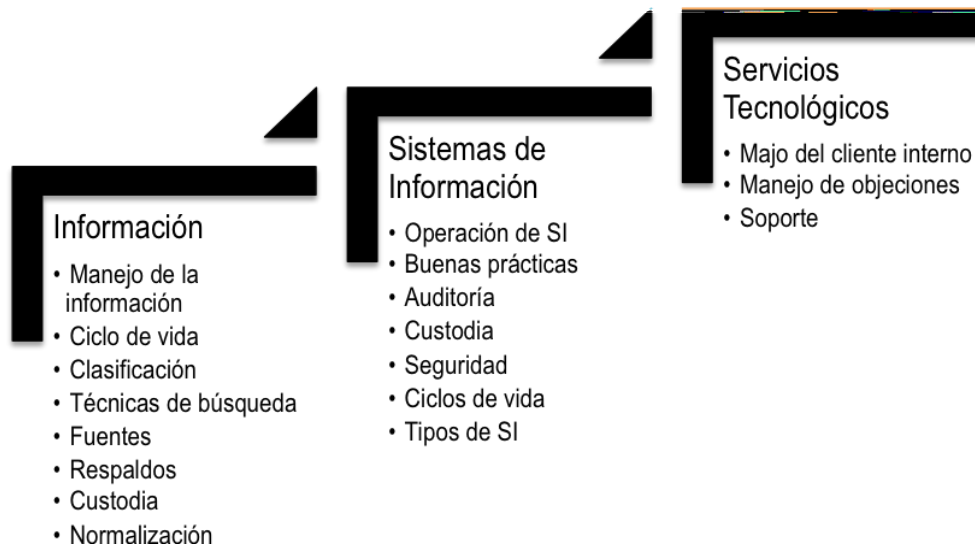 Información
• Manejo de la
información
• Ciclo de vida
• Clasificación
• Técnicas de búsqueda
• Fuentes
• Respaldos
• Custodia
• Normalización
Sistemas de
Información
• Operación de SI
• Buenas prácticas
• Auditoría
• Custodia
• Seguridad
• Ciclos de vida
• Tipos de SI
Servicios
Tecnológicos
• Majo del cliente interno
• Manejo de objeciones
• Soporte